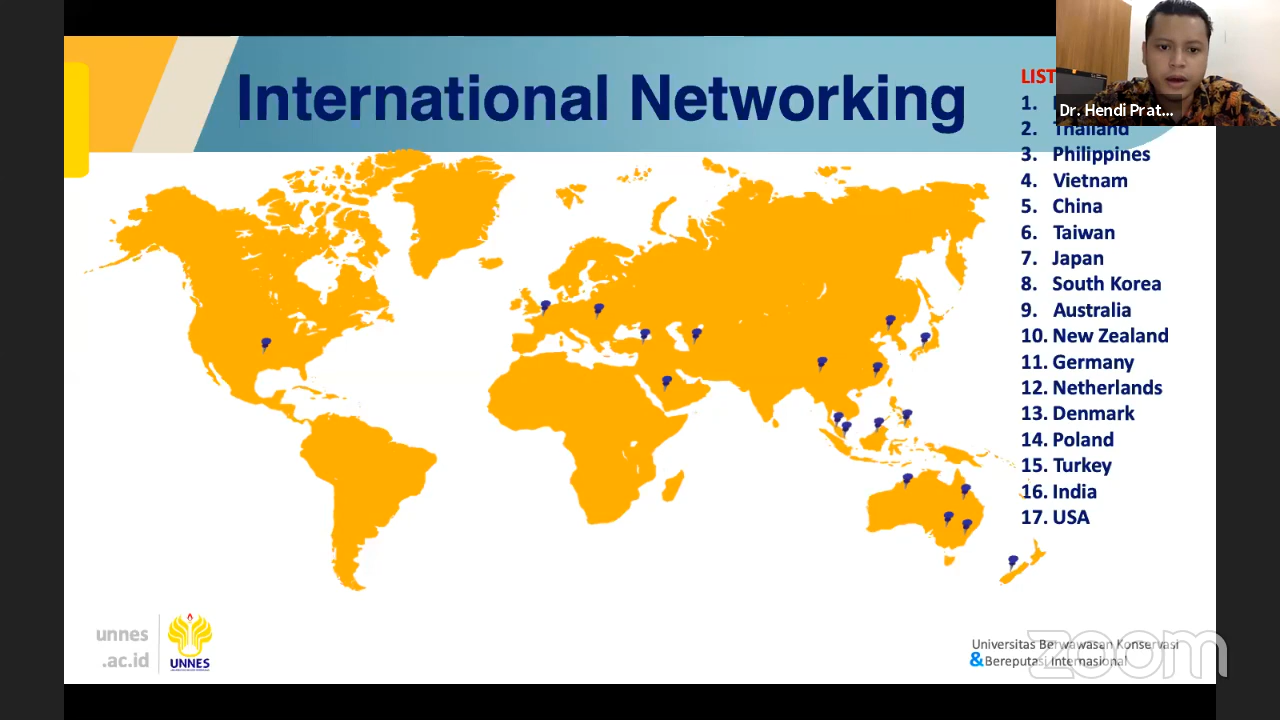 International Networking
LIST
1.
2. Thailand
3. Philippines
4. Vietnam
5. China
6. Taiwan
7. Japan
8. South Korea
9. Australia
10. New Zealand
11. Germany
12. Netherlands
13. Denmark
14. Poland
15. Turkey
16. India
17. USA
Dr. Hendi Prat...
unnes
.ac.id
UNNES
Universitas Berwawasan Konservasi
& Bereputasi Internasional
zoom